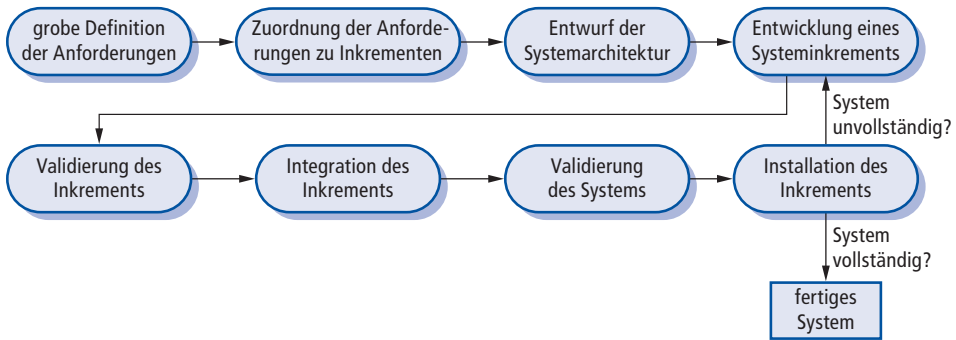 grobe Definition
der Anforderungen
Zuordnung der Anforde-
rungen zu Inkrementen
Entwurf der
Systemarchitektur
Entwicklung eines
Systeminkrements
System
unvollständig?
Validierung des
Inkrements
Integration des
Inkrements
Validierung
des Systems
Installation des
Inkrements
System
vollständig?
fertiges
System